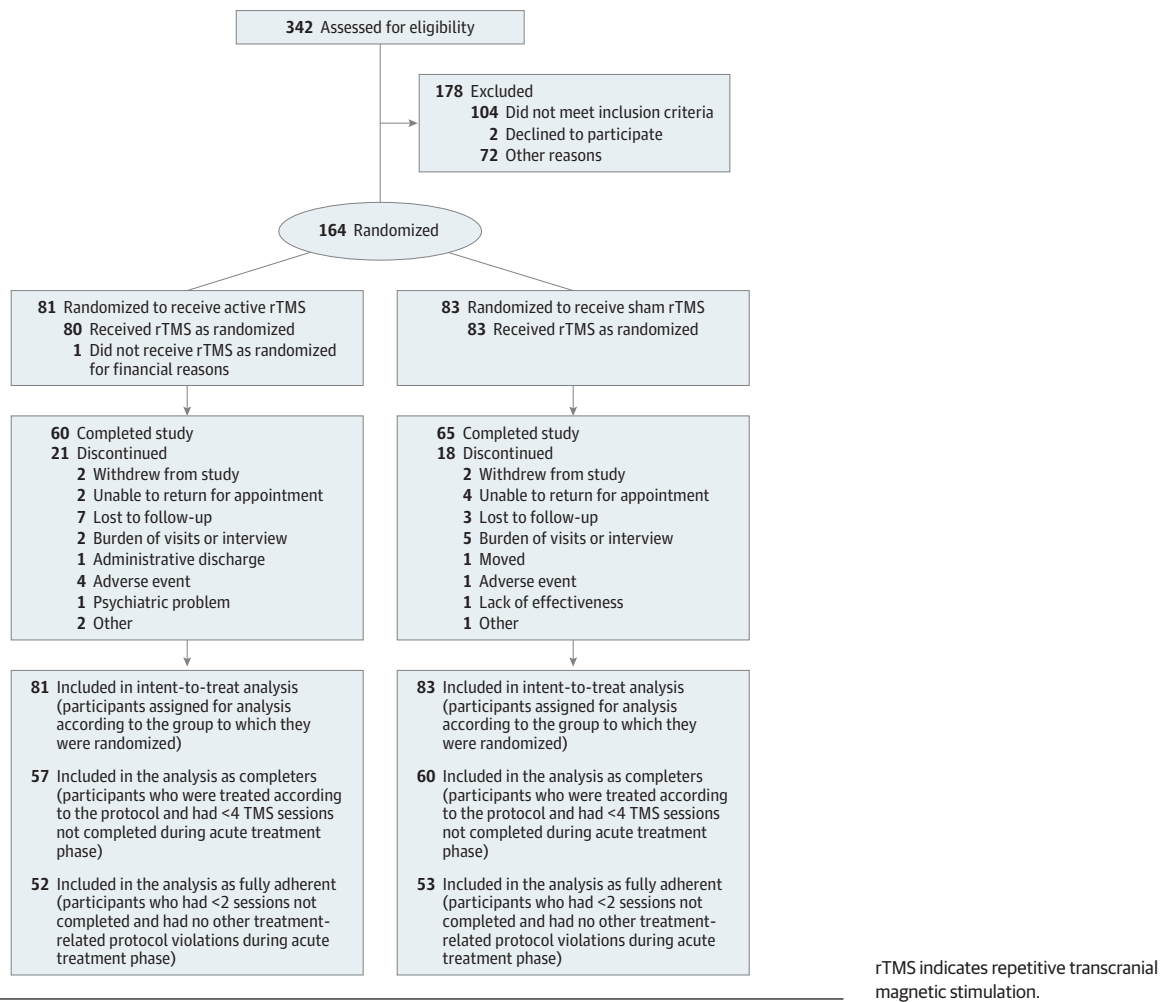 342 Assessed for eligibility
178 Excluded
104 Did not meet inclusion criteria
2 Declined to participate
72 Other reasons
164 Randomized
81 Randomized to receive active rTMS
80 Received rTMS as randomized
1 Did not receive rTMS as randomized
for financial reasons
83 Randomized to receive sham rTMS
83 Received rTMS as randomized
60 Completed study
21 Discontinued
2 Withdrew from study
2 Unable to return for appointment
7 Lost to follow-up
2 Burden of visits or interview
1 Administrative discharge
4 Adverse event
1 Psychiatric problem
2 Other
65 Completed study
18 Discontinued
2 Withdrew from study
4 Unable to return for appointment
3 Lost to follow-up
5 Burden of visits or interview
1 Moved
1 Adverse event
1 Lack of effectiveness
1 Other
81 Included in intent-to-treat analysis
(participants assigned for analysis
according to the group to which they
were randomized)
57 Included in the analysis as completers
(participants who were treated according
to the protocol and had <4 TMS sessions
not completed during acute treatment
phase)
52 Included in the analysis as fully adherent
(participants who had <2 sessions not
completed and had no other treatment-
related protocol violations during acute
treatment phase)
83 Included in intent-to-treat analysis
(participants assigned for analysis
according to the group to which they
were randomized)
60 Included in the analysis as completers
(participants who were treated according
to the protocol and had <4 TMS sessions
not completed during acute treatment
phase)
53 Included in the analysis as fully adherent
(participants who had <2 sessions not
completed and had no other treatment-
related protocol violations during acute
treatment phase)
rTMS indicates repetitive transcranial
magnetic stimulation.